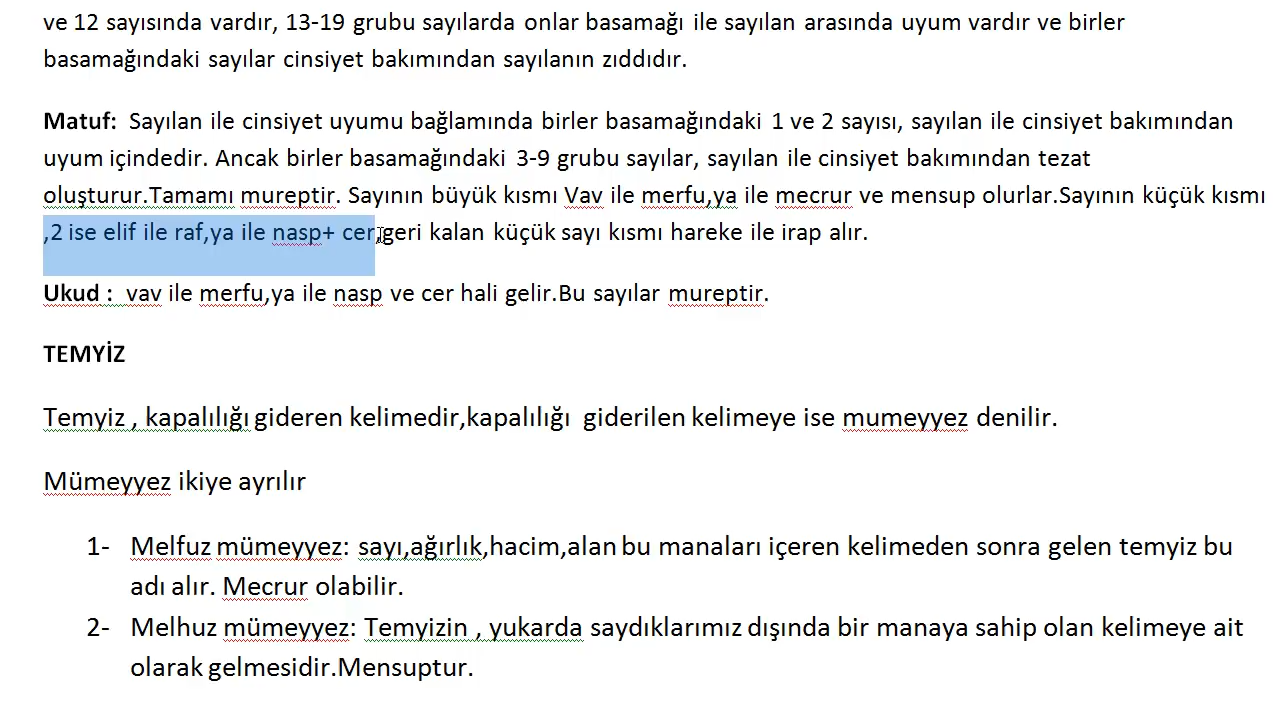 ve 12 sayısında vardır, 13-19 grubu sayılarda onlar basamağı ile sayılan arasında uyum vardır ve birler
basamağındaki sayılar cinsiyet bakımından sayılanın zıddıdır.
Matuf: Sayılan ile cinsiyet uyumu bağlamında birler basamağındaki 1 ve 2 sayısı, sayılan ile cinsiyet bakımından
uyum içindedir. Ancak birler basamağındaki 3-9 grubu sayılar, sayılan ile cinsiyet bakımından tezat
oluşturur.Tamamı mureptir. Sayının büyük kısmı Vav ile merfu,ya ile mecrur ve mensup olurlar.Sayının küçük kısmı
,2 ise elif ile raf,ya ile nasp+ cer,geri kalan küçük sayı kısmı hareke ile irap alır.
Ukud : vav ile merfu,ya ile nasp ve cer hali gelir.Bu sayılar mureptir.
TEMYİZ
Temyiz , kapalılığı gideren kelimedir,kapalılığı giderilen kelimeye ise mumeyyez denilir.
Mümeyyez ikiye ayrılır
1- Melfuz mümeyyez: sayı,ağırlık,hacim,alan bu manaları içeren kelimeden sonra gelen temyiz bu
adı alır. Mecrur olabilir.
2- Melhuz mümeyyez: Temyizin , yukarda saydıklarımız dışında bir manaya sahip olan kelimeye ait
olarak gelmesidir.Mensuptur.